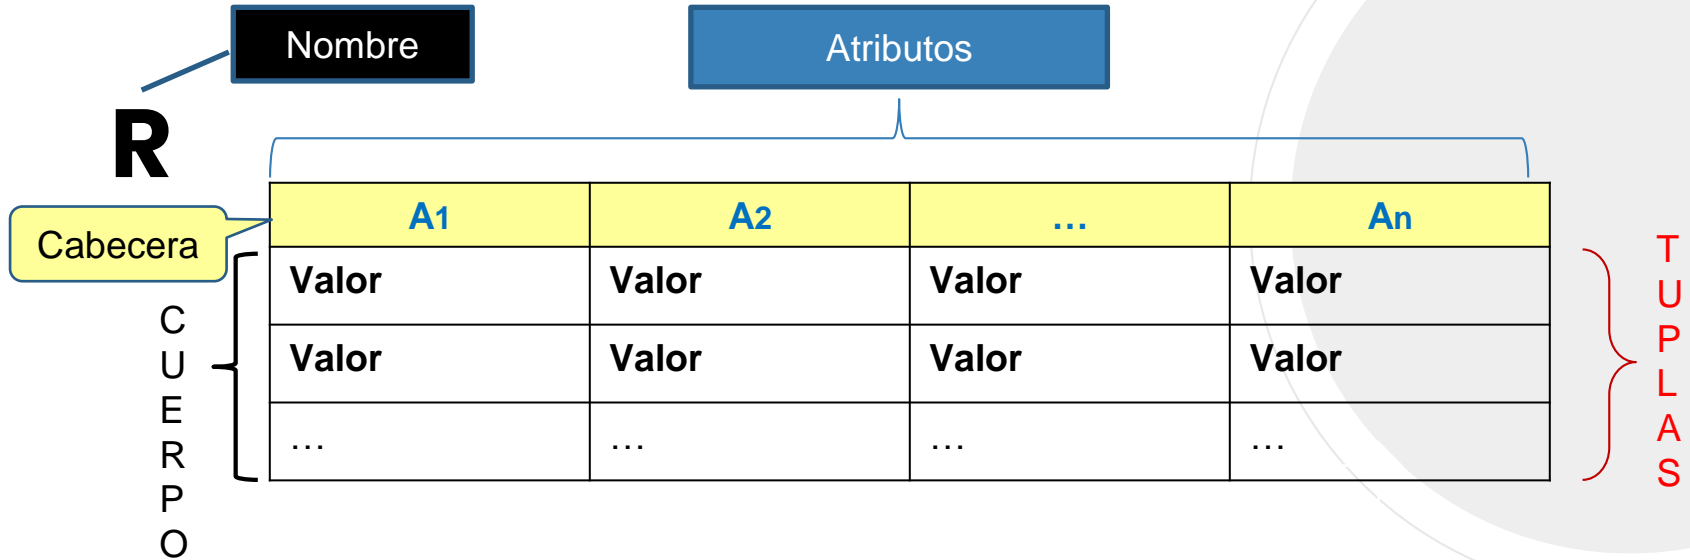 Nombre
Atributos
R
A1 A2 … An
Cabecera
Valor Valor Valor Valor
Valor Valor Valor Valor
… … … …
C
U
E
R
P
O
T
U
P
L
A
S